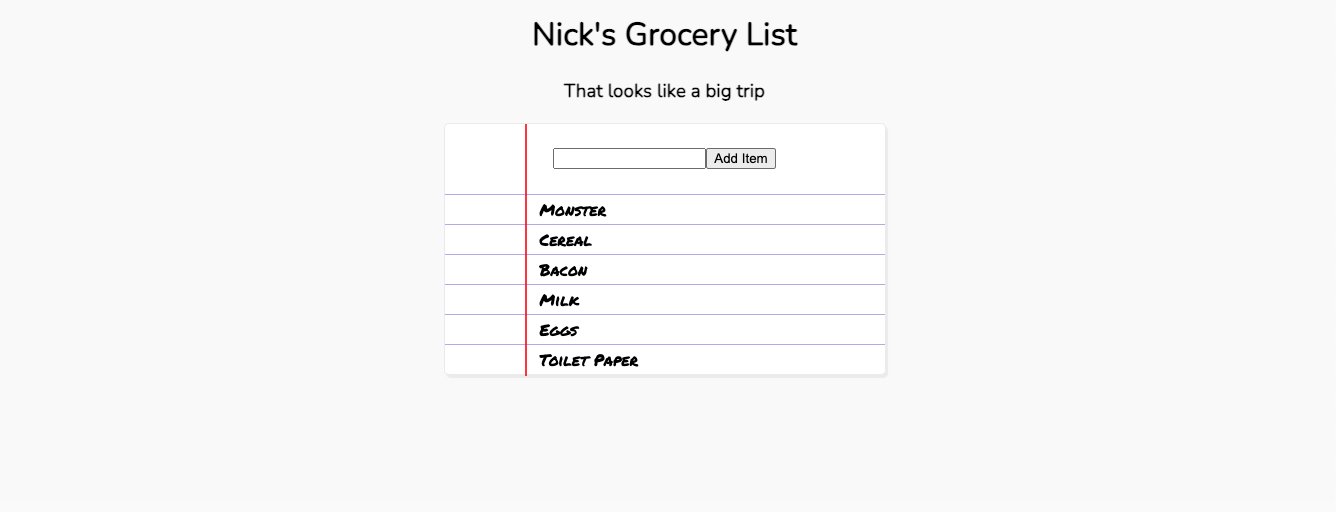 Nick's Grocery List
That looks like a big trip
Add Item
Monster
Cereal
Bacon
Milk
Eggs
Toilet Paper